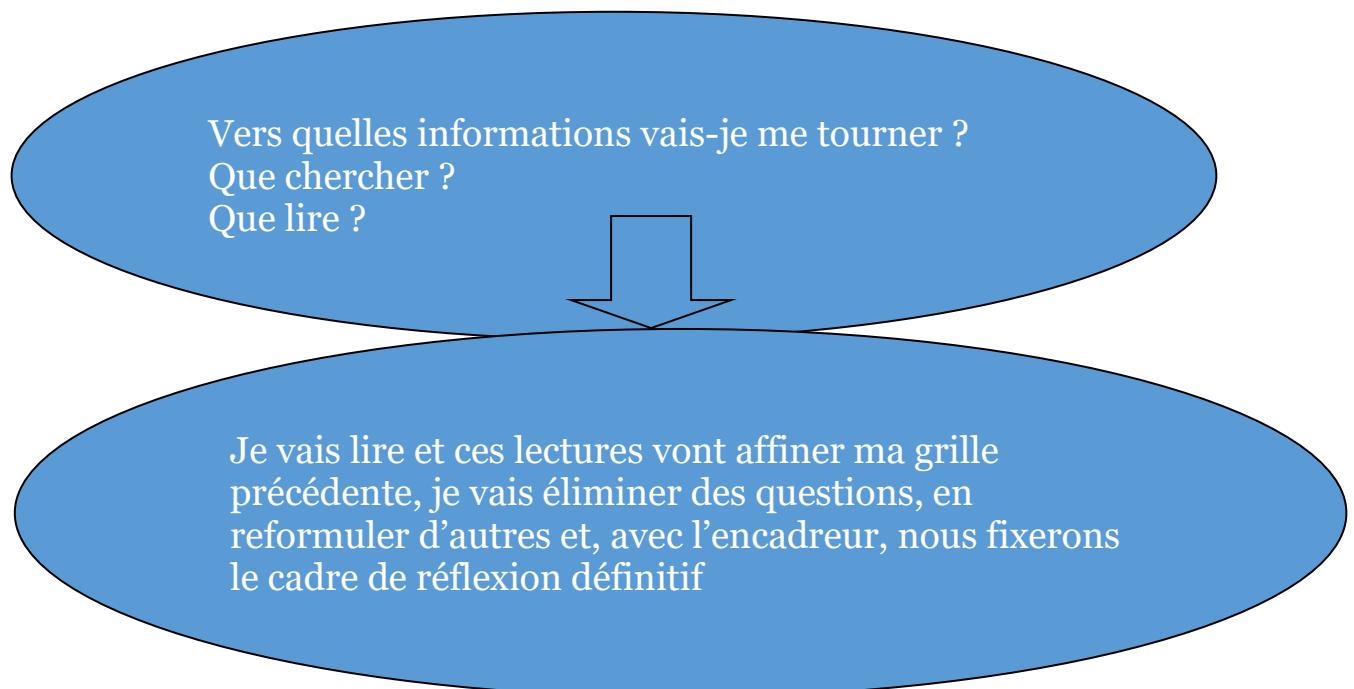 Vers quelles informations vais-je me tourner ?
Que chercher ?
Que lire ?
Je vais lire et ces lectures vont affiner ma grille
précédente, je vais éliminer des questions, en
reformuler d’autres et, avec l’encadreur, nous fixerons
le cadre de réflexion définitif